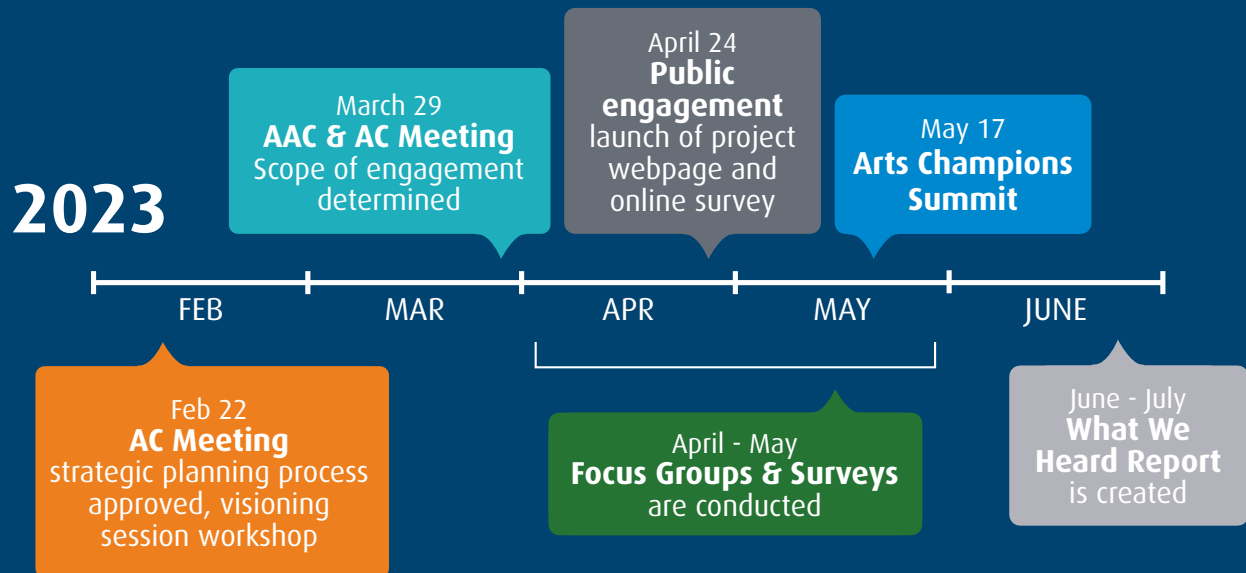 2023
March 29
AAC & AC Meeting
Scope of engagement
determined
April 24
Public
engagement
launch of project
webpage and
online survey
May 17
Arts Champions
Summit
FEB
MAR
APR
MAY
JUNE
Feb 22
AC Meeting
strategic planning process
approved, visioning
session workshop
April - May
Focus Groups & Surveys
are conducted
June - July
What We
Heard Report
is created